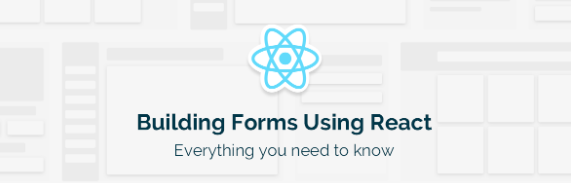 Building Forms Using React
Everything you need to know